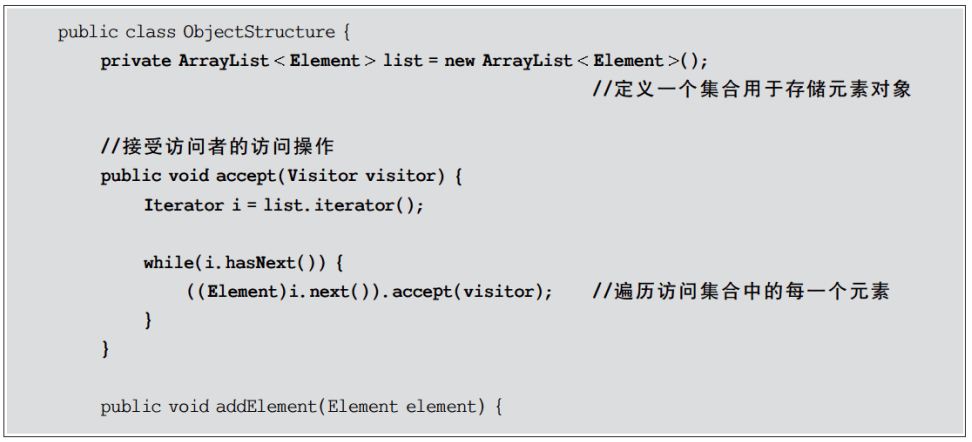 public class ObjectStructure {
private ArrayList<Element> list = new ArrayList<Element>();
//定义一个集合用于存储元素对象
//接受访问者的访问操作
public void accept(Visitor visitor) {
Iterator i = list.iterator();
while(i.hasNext()) {
((Element)i.next()).accept(visitor); //遍历访问集合中的每一个元素
}
}
public void addElement(Element element) {